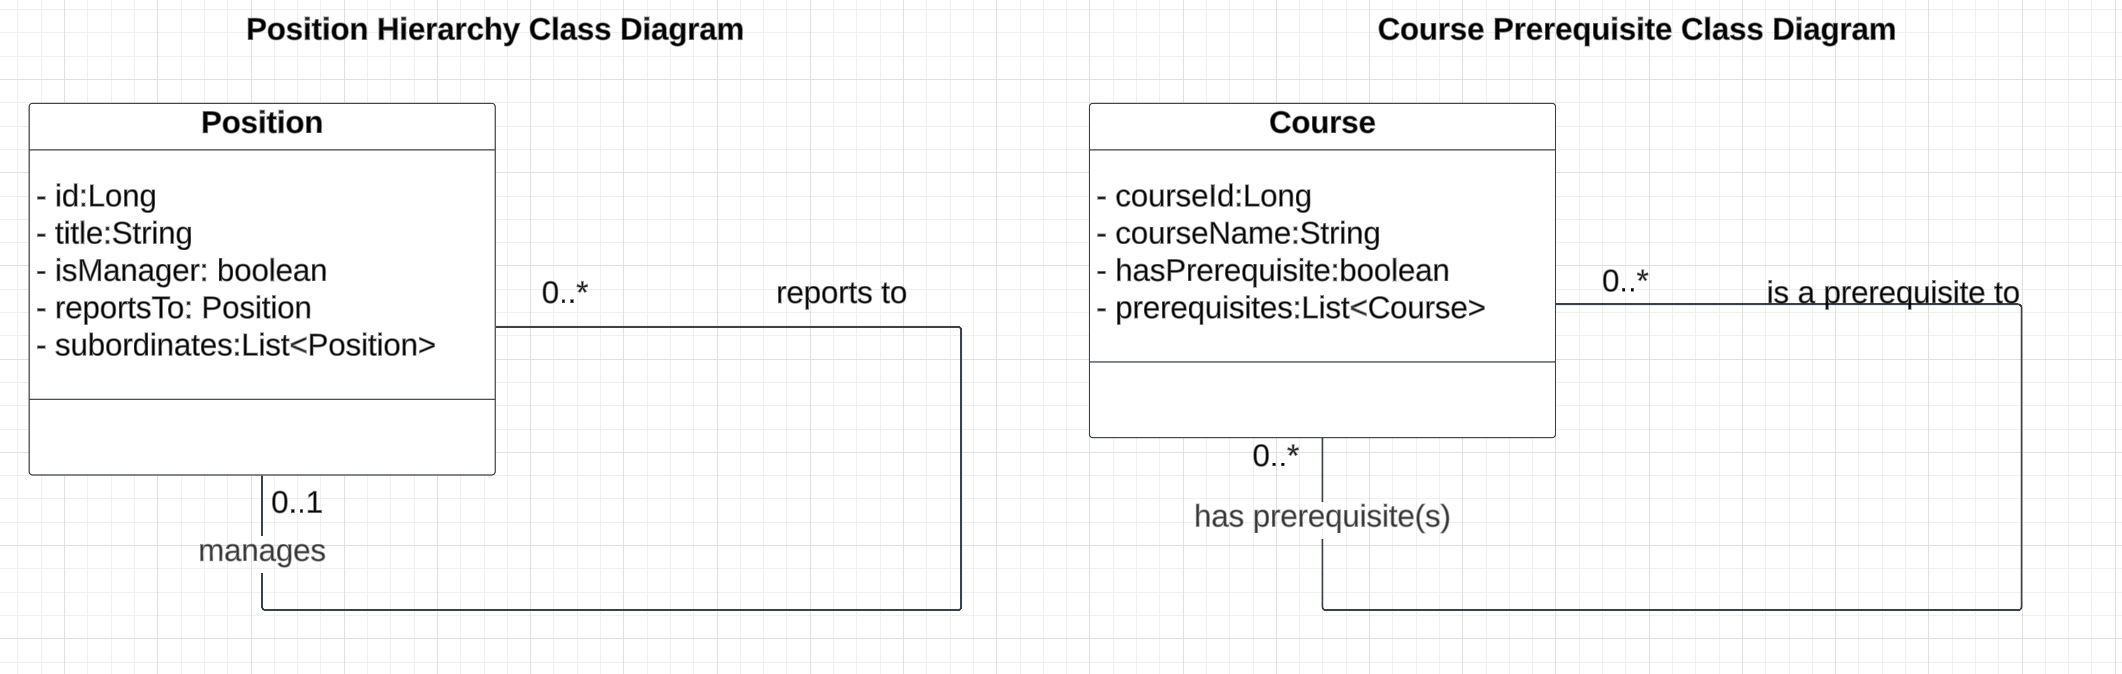 Position Hierarchy Class Diagram
Position
- id:Long
- title:String
- isManager: boolean
- reportsTo: Position
- subordinates:List<Position>
0..*
reports to
0..1
manages
Course Prerequisite Class Diagram
Course
- courseId:Long
- courseName:String
- hasPrerequisite:boolean
- prerequisites:List<Course>
0..*
is a prerequisite to
0..*
has prerequisite(s)